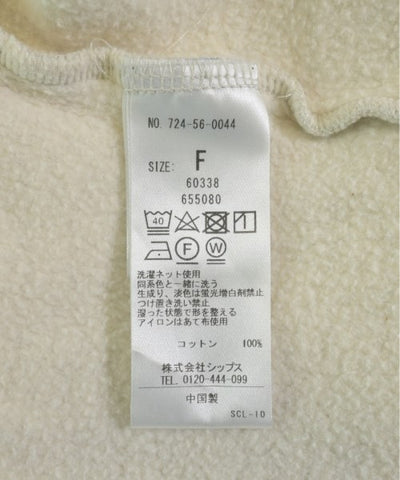 NO. 724-56-0044
SIZE: F
60338
655080
40
F W
洗濯ネット使用
同系色と一緒に洗う
生成り、淡色は蛍光増白剤禁止
つけ置き洗い禁止
湿った状態で形を整える
アイロンはあて布使用
コットン 100%
株式会社シップス
TEL. 0120-444-099
中国製
SCL-10